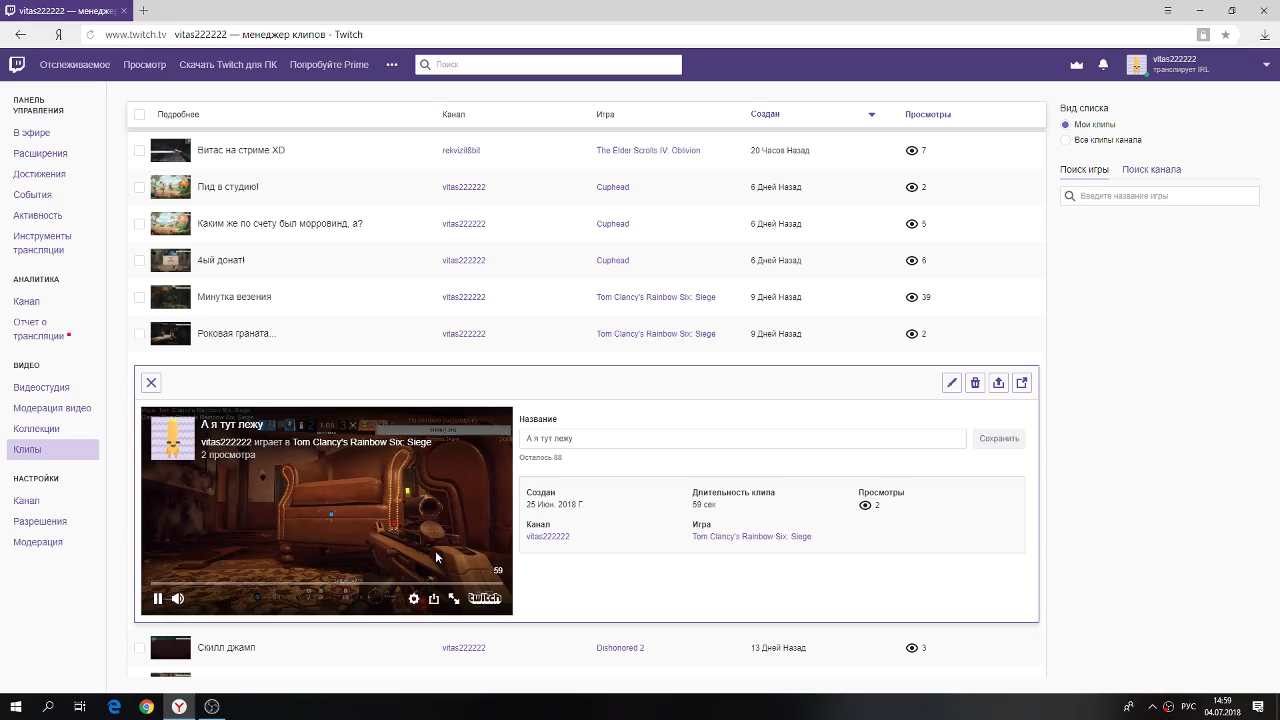 vitas222222 — менеджер
www.twitch.tv vitas222222 — менеджер клипов - Twitch
Отслеживаемое Просмотр Скачать Twitch для ПК Попробуйте Prime ••• Поиск
vitas222222
транслирует IRL
ПАНЕЛЬ
УПРАВЛЕНИЯ
В эфире
Расширения
Достижения
События
Активность
Инструменты
трансляции
АНАЛИТИКА
Канал
Отчет о
трансляции
ВИДЕО
Видеостудия
Модерация видео
Коллекции
Клипы
НАСТРОЙКИ
Канал
Разрешения
Модерация
Подробнее Канал Игра Создан Просмотры
Витас на стриме XD rekvizit8bit The Elder Scrolls IV: Oblivion 20 Часов Назад 7
Пид в студию! vitas222222 Cuphead 6 Дней Назад 2
Каким же по счету был морровинд, а? vitas222222 Cuphead 6 Дней Назад 5
4ый донат! vitas222222 Cuphead 6 Дней Назад 6
Минутка везения vitas222222 Tom Clancy's Rainbow Six: Siege 9 Дней Назад 39
Роковая граната... vitas222222 Tom Clancy's Rainbow Six: Siege 9 Дней Назад 2
А я тут лежу
vitas222222 играет в Tom Clancy's Rainbow Six: Siege
2 просмотра
1:05
59
twitch
Название
А я тут лежу
Сохранить
Осталось 88
Создан Длительность клипа Просмотры
25 Июн. 2018 Г. 59 сек 2
Канал Игра
vitas222222 Tom Clancy's Rainbow Six: Siege
Скилл джамп vitas222222 Dishonored 2 13 Дней Назад 3
Вид списка
Мои клипы
Все клипы канала
Поиск игры Поиск канала
Введите название игры
РУС
14:59
04.07.2018